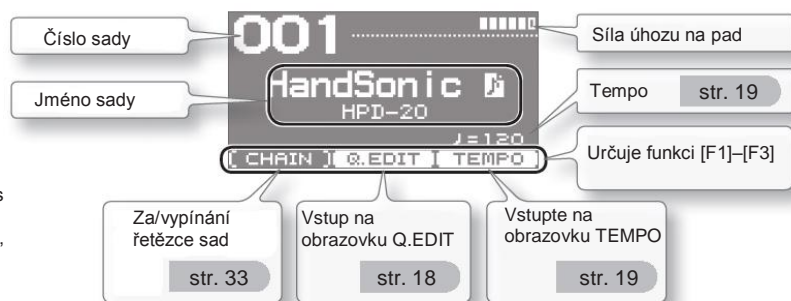 Číslo sady
001
Síla úhozu na pad
Jméno sady
HandSonic
HPD-20
Tempo
str. 19
♩=120
[ CHAIN ][ Q.EDIT ][ TEMPO ]
Určuje funkci [F1]–[F3]
s
,
Za/vypínání
řetězce sad
str. 33
Vstup na
obrazovku Q.EDIT
str. 18
Vstupte na
obrazovku TEMPO
str. 19